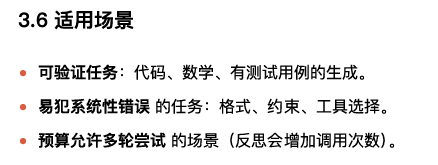 3.6 适用场景
可验证任务：代码、数学、有测试用例的生成。
易犯系统性错误 的任务：格式、约束、工具选择。
预算允许多轮尝试 的场景（反思会增加调用次数）。